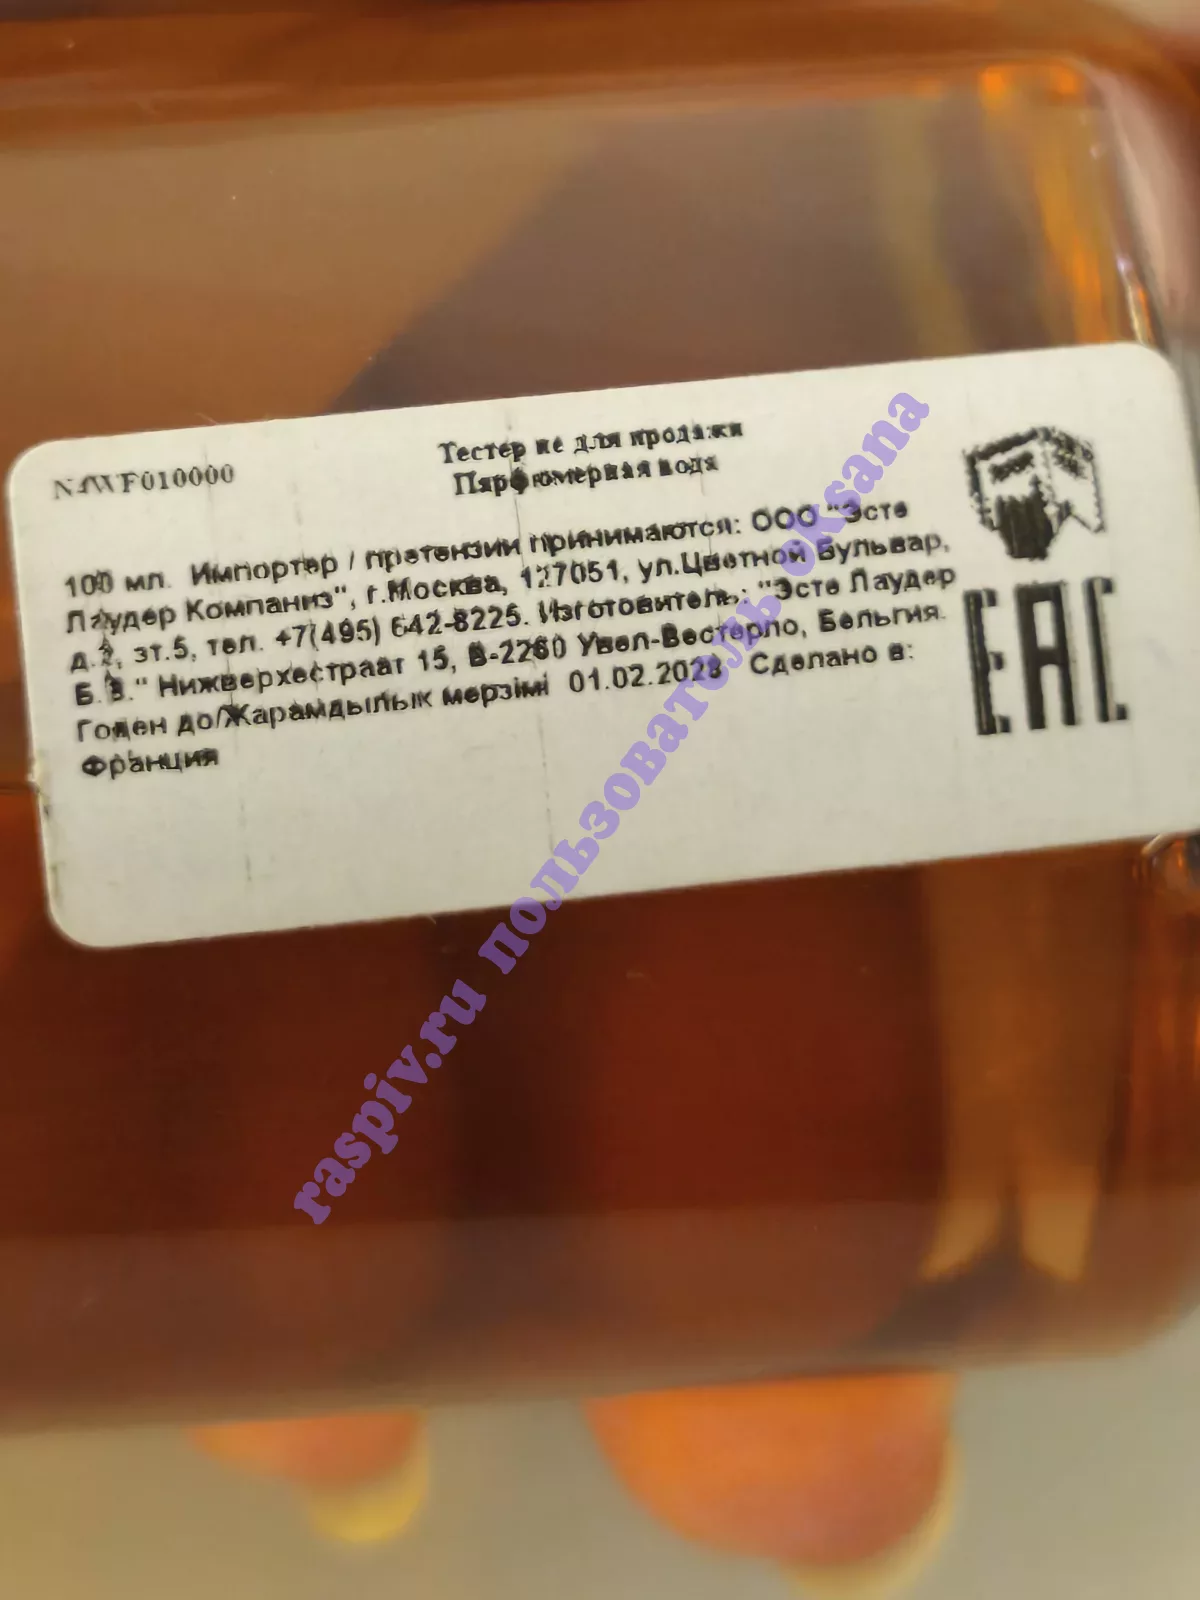 N4WF010000
Тестер не для продажи
Парфюмерная вода
100 мл. Импортер / претензии принимаются: ООО "Эсте
Лаудер Компаниз", г.Москва, 127051, ул.Цветной Бульвар,
д.2, эт.5, тел. +7(495) 642-8225. Изготовитель: "Эсте Лаудер
Б.В." Нижверхестраат 15, B-2260 Увел-Вестерло, Бельгия.
Годен до/Жарамдылық мерзімі 01.02.2028 Сделано в:
Франция
EAC
raspiv.ru пользователь oksana